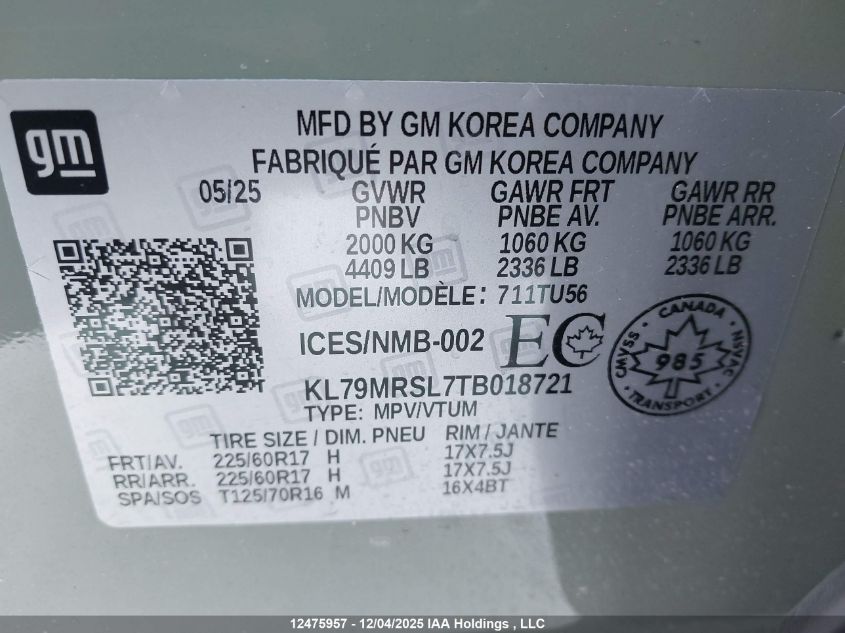 gm
MFD BY GM KOREA COMPANY
FABRIQUÉ PAR GM KOREA COMPANY
05/25 GVWR GAWR FRT GAWR RR
PNBV PNBE AV. PNBE ARR.
2000 KG 1060 KG 1060 KG
4409 LB 2336 LB 2336 LB
MODEL/MODÈLE: 711TU56
ICES/NMB-002 EC
CANADA
CMVSS 985 NSVAC
TRANSPORT
KL79MRSL7TB018721
TYPE: MPV/VTUM
TIRE SIZE / DIM. PNEU RIM / JANTE
FRT/AV. 225/60R17 H 17X7.5J
RR/ARR. 225/60R17 H 17X7.5J
SPA/SOS T125/70R16 M 16X4BT
12475957 - 12/04/2025 IAA Holdings , LLC